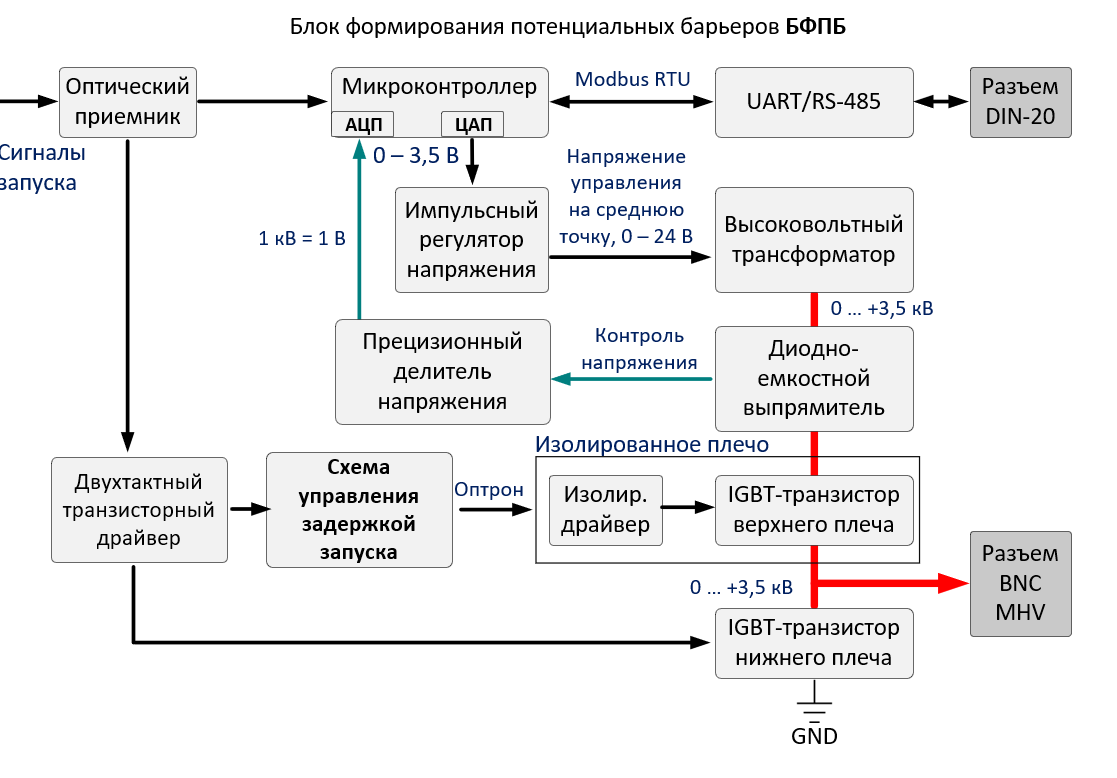 Блок формирования потенциальных барьеров БФПБ
Оптический
приемник
Микроконтроллер
АЦП
ЦАП
Modbus RTU
UART/RS-485
Разъем
DIN-20
Сигналы
запуска
0 – 3,5 В
Напряжение
управления
на среднюю
точку, 0 – 24 В
1 кВ = 1 В
Импульсный
регулятор
напряжения
Высоковольтный
трансформатор
0 ... +3,5 кВ
Прецизионный
делитель
напряжения
Контроль
напряжения
Диодно-
емкостной
выпрямитель
Изолированное плечо
Двухтактный
транзисторный
драйвер
Схема
управления
задержкой
запуска
Оптрон
Изолир.
драйвер
IGBT-транзистор
верхнего плеча
0 ... +3,5 кВ
Разъем
BNC
MHV
IGBT-транзистор
нижнего плеча
GND